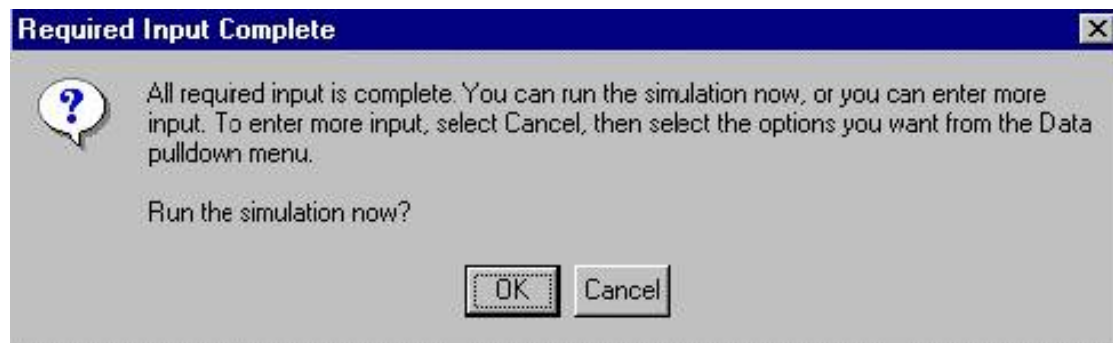 Required Input Complete
All required input is complete. You can run the simulation now, or you can enter more
input. To enter more input, select Cancel, then select the options you want from the Data
pulldown menu.
Run the simulation now?
OK Cancel